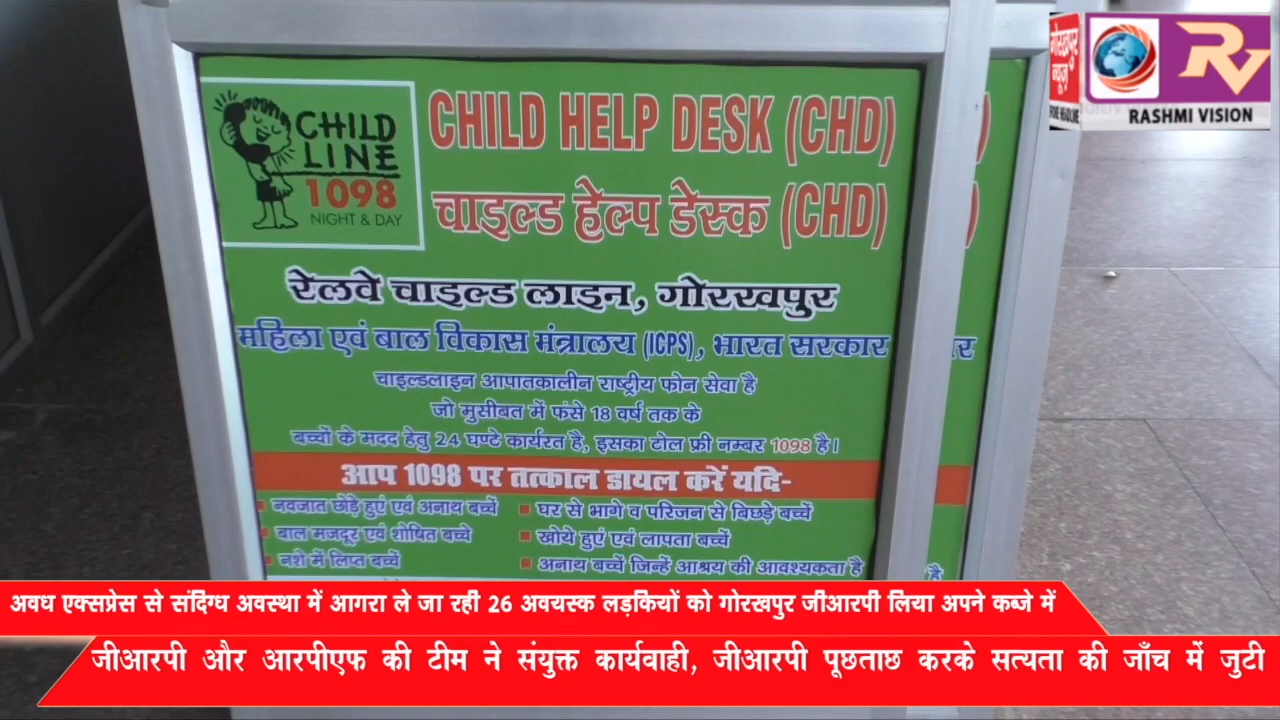 गोरखपुर न्यूज़
RV
RASHMI VISION
CHILD LINE
1098
NIGHT & DAY
CHILD HELP DESK (CHD)
चाइल्ड हेल्प डेस्क (CHD)
रेलवे चाइल्ड लाइन, गोरखपुर
महिला एवं बाल विकास मंत्रालय (ICPS), भारत सरकार
चाइल्डलाइन आपातकालीन राष्ट्रीय फोन सेवा है
जो मुसीबत में फंसे 18 वर्ष तक के
बच्चों के मदद हेतु 24 घण्टे कार्यरत है, इसका टोल फ्री नम्बर 1098 है।
आप 1098 पर तत्काल डायल करें यदि-
नवजात छोड़े हुएं एवं अनाथ बच्चें
बाल मजदूर एवं शोषित बच्चे
नशे में लिप्त बच्चें
घर से भागे व परिजन से बिछड़े बच्चें
खोये हुएं एवं लापता बच्चें
अनाथ बच्चें जिन्हें आश्रय की आवश्यकता है
अवध एक्सप्रेस से संदिग्ध अवस्था में आगरा ले जा रही 26 अवयस्क लड़कियों को गोरखपुर जीआरपी लिया अपने कब्जे में
जीआरपी और आरपीएफ की टीम ने संयुक्त कार्यवाही, जीआरपी पूछताछ करके सत्यता की जाँच में जुटी